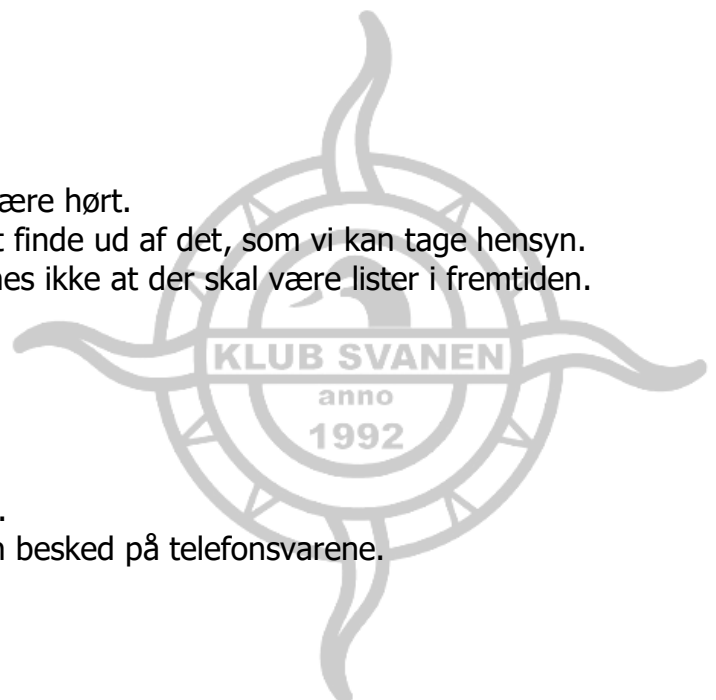 ære hørt.
t finde ud af det, som vi kan tage hensyn.
nes ikke at der skal være lister i fremtiden.
KLUB SVANEN
anno
1992
.
n besked på telefonsvarene.